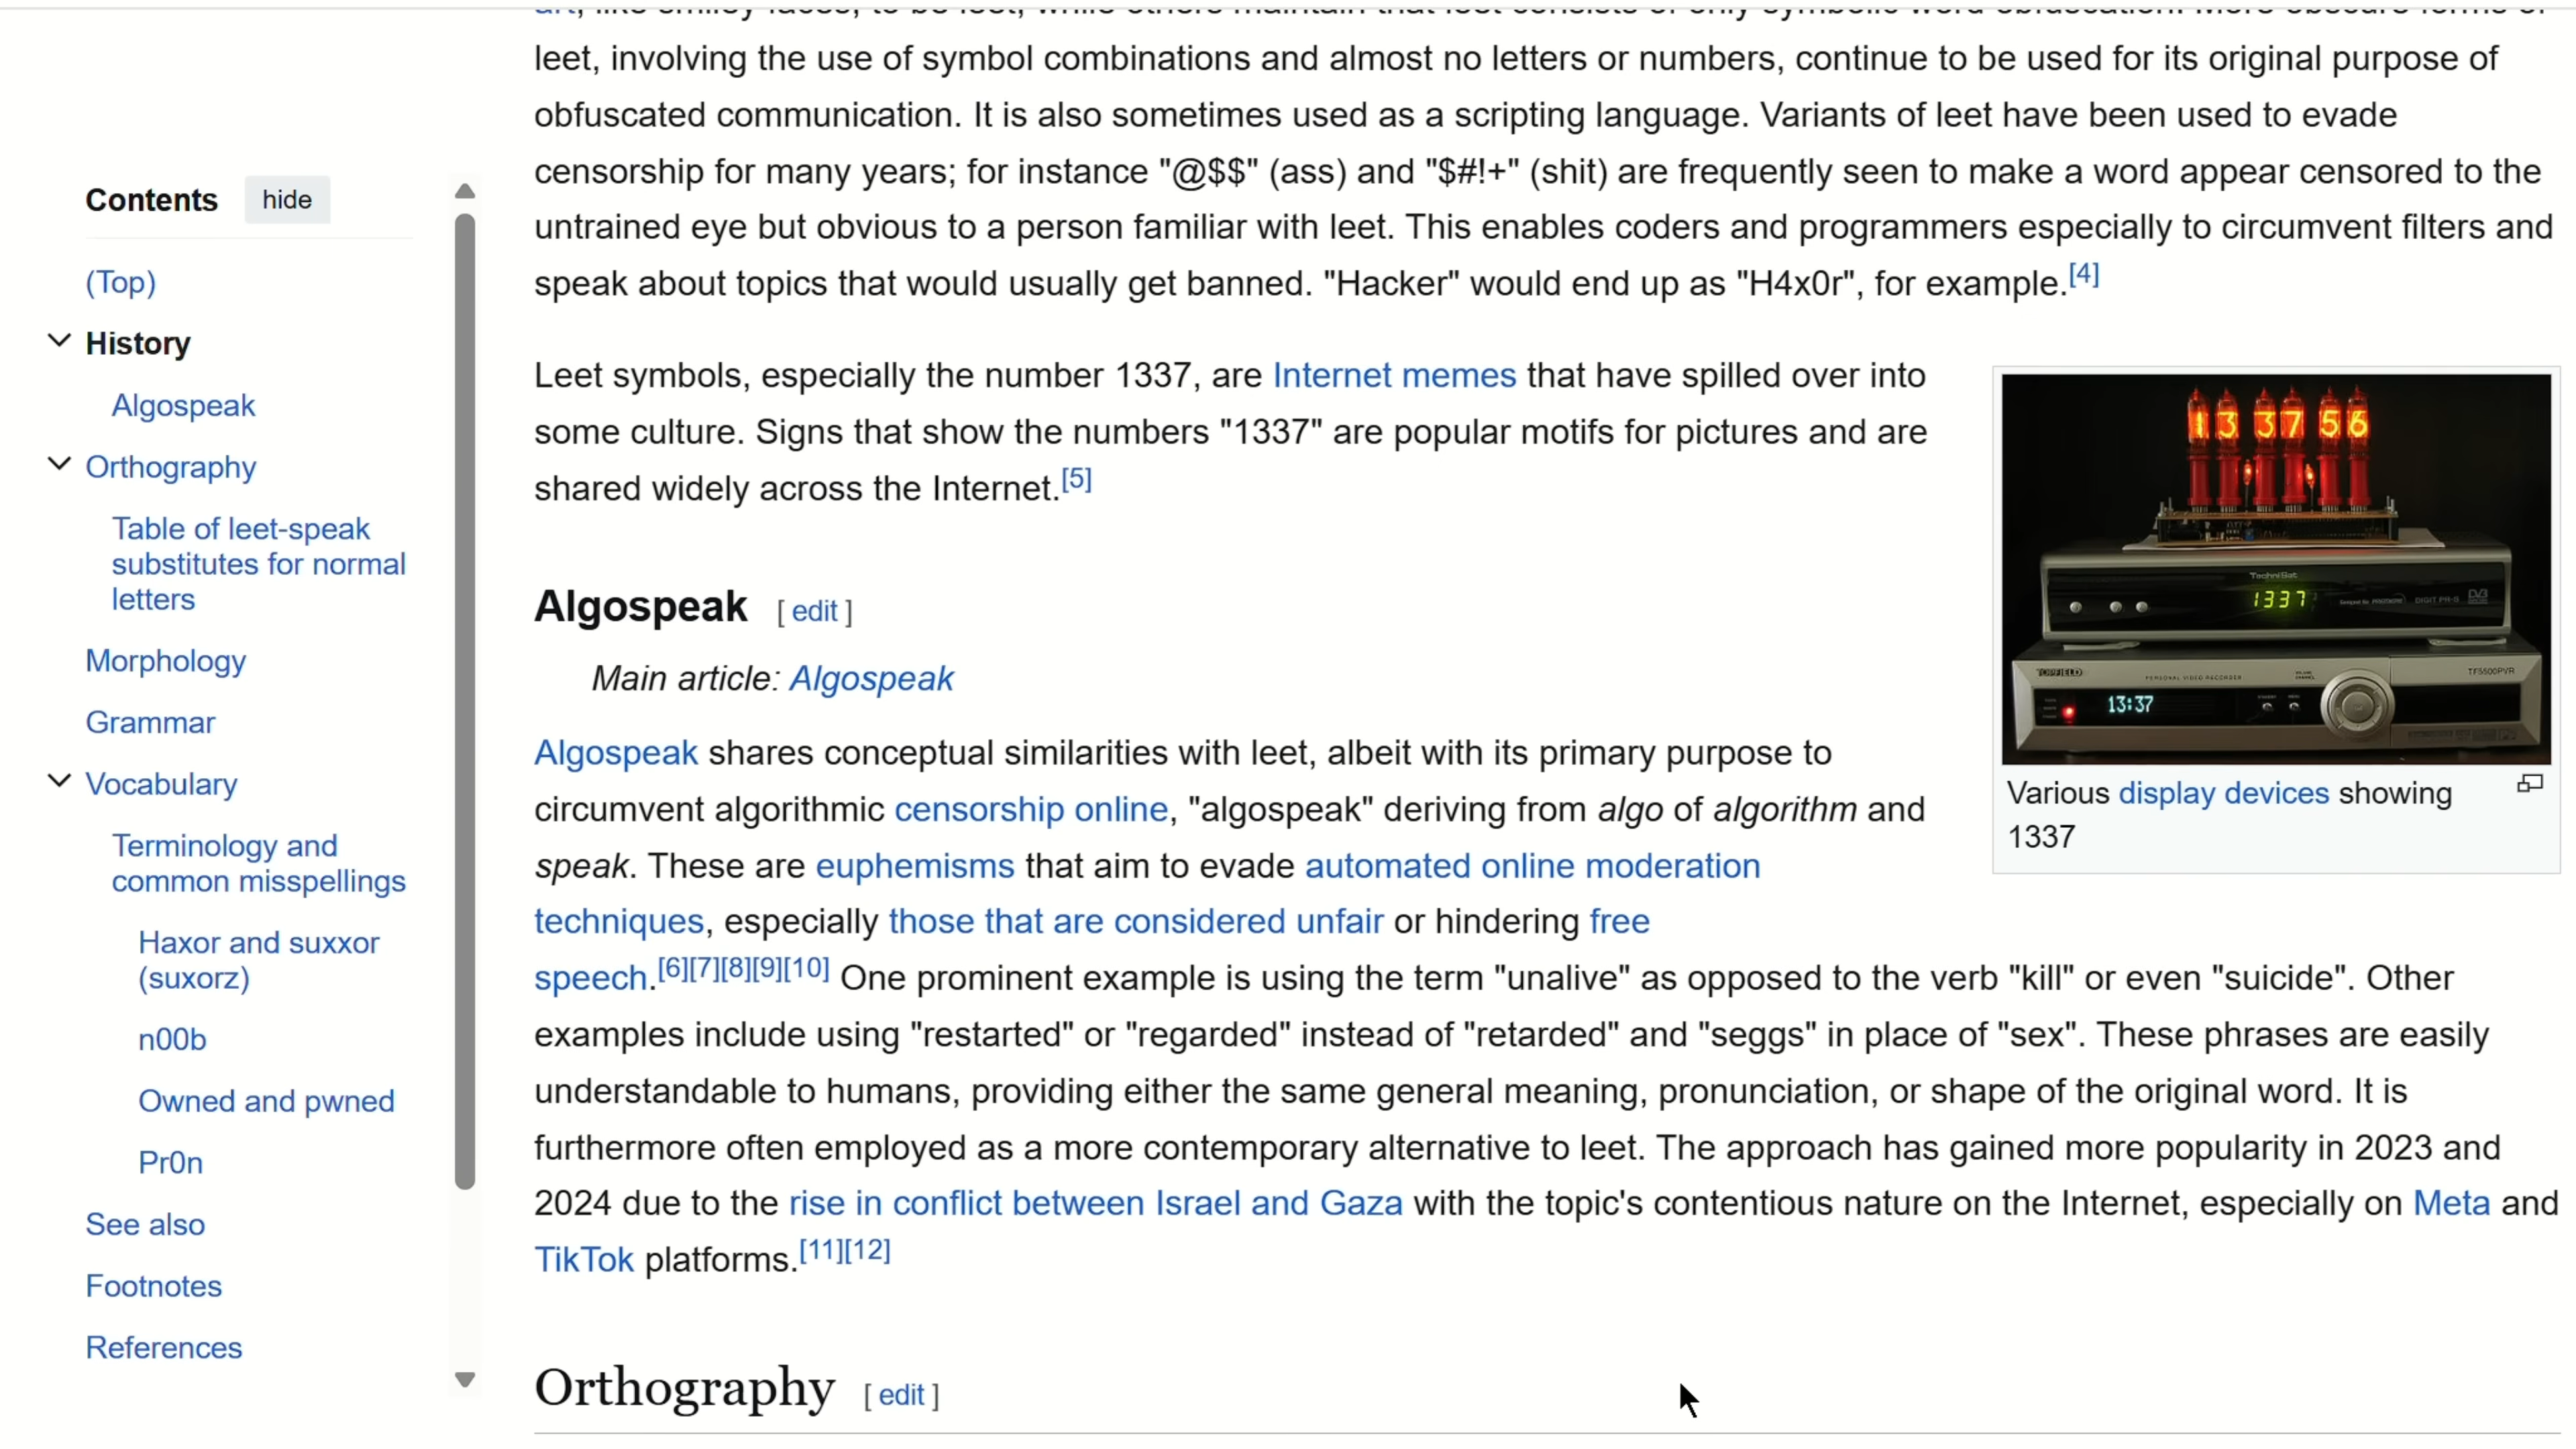 leet, involving the use of symbol combinations and almost no letters or numbers, continue to be used for its original purpose of
obfuscated communication. It is also sometimes used as a scripting language. Variants of leet have been used to evade
censorship for many years; for instance "@$$" (ass) and "$#!+" (shit) are frequently seen to make a word appear censored to the
untrained eye but obvious to a person familiar with leet. This enables coders and programmers especially to circumvent filters and
speak about topics that would usually get banned. "Hacker" would end up as "H4x0r", for example.[4]
Contents hide
(Top)
History
Algospeak
Orthography
Table of leet-speak
substitutes for normal
letters
Morphology
Grammar
Vocabulary
Terminology and
common misspellings
Haxor and suxxor
(suxorz)
n00b
Owned and pwned
Pr0n
See also
Footnotes
References
Leet symbols, especially the number 1337, are Internet memes that have spilled over into
some culture. Signs that show the numbers "1337" are popular motifs for pictures and are
shared widely across the Internet.[5]
13 37 56
TechniSat
1337
DIGIT PR-S
DVB
TOPFIELD
PERSONAL VIDEO RECORDER
TF5500PVR
13:37
Various display devices showing
1337
Algospeak [ edit ]
Main article: Algospeak
Algospeak shares conceptual similarities with leet, albeit with its primary purpose to
circumvent algorithmic censorship online, "algospeak" deriving from algo of algorithm and
speak. These are euphemisms that aim to evade automated online moderation
techniques, especially those that are considered unfair or hindering free
speech.[6][7][8][9][10] One prominent example is using the term "unalive" as opposed to the verb "kill" or even "suicide". Other
examples include using "restarted" or "regarded" instead of "retarded" and "seggs" in place of "sex". These phrases are easily
understandable to humans, providing either the same general meaning, pronunciation, or shape of the original word. It is
furthermore often employed as a more contemporary alternative to leet. The approach has gained more popularity in 2023 and
2024 due to the rise in conflict between Israel and Gaza with the topic's contentious nature on the Internet, especially on Meta and
TikTok platforms.[11][12]
Orthography [ edit ]